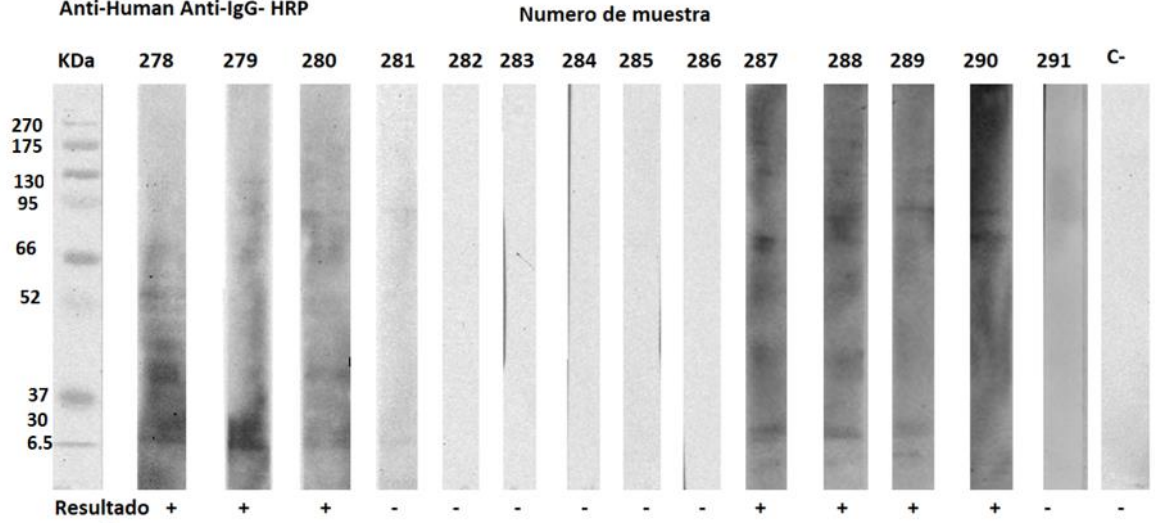 Anti-Human Anti-IgG- HRP
Numero de muestra
KDa 278 279 280 281 282 283 284 285 286 287 288 289 290 291 C-
270
175
130
95
66
52
37
30
6.5
Resultado + + + - - - - - - + + + + - -